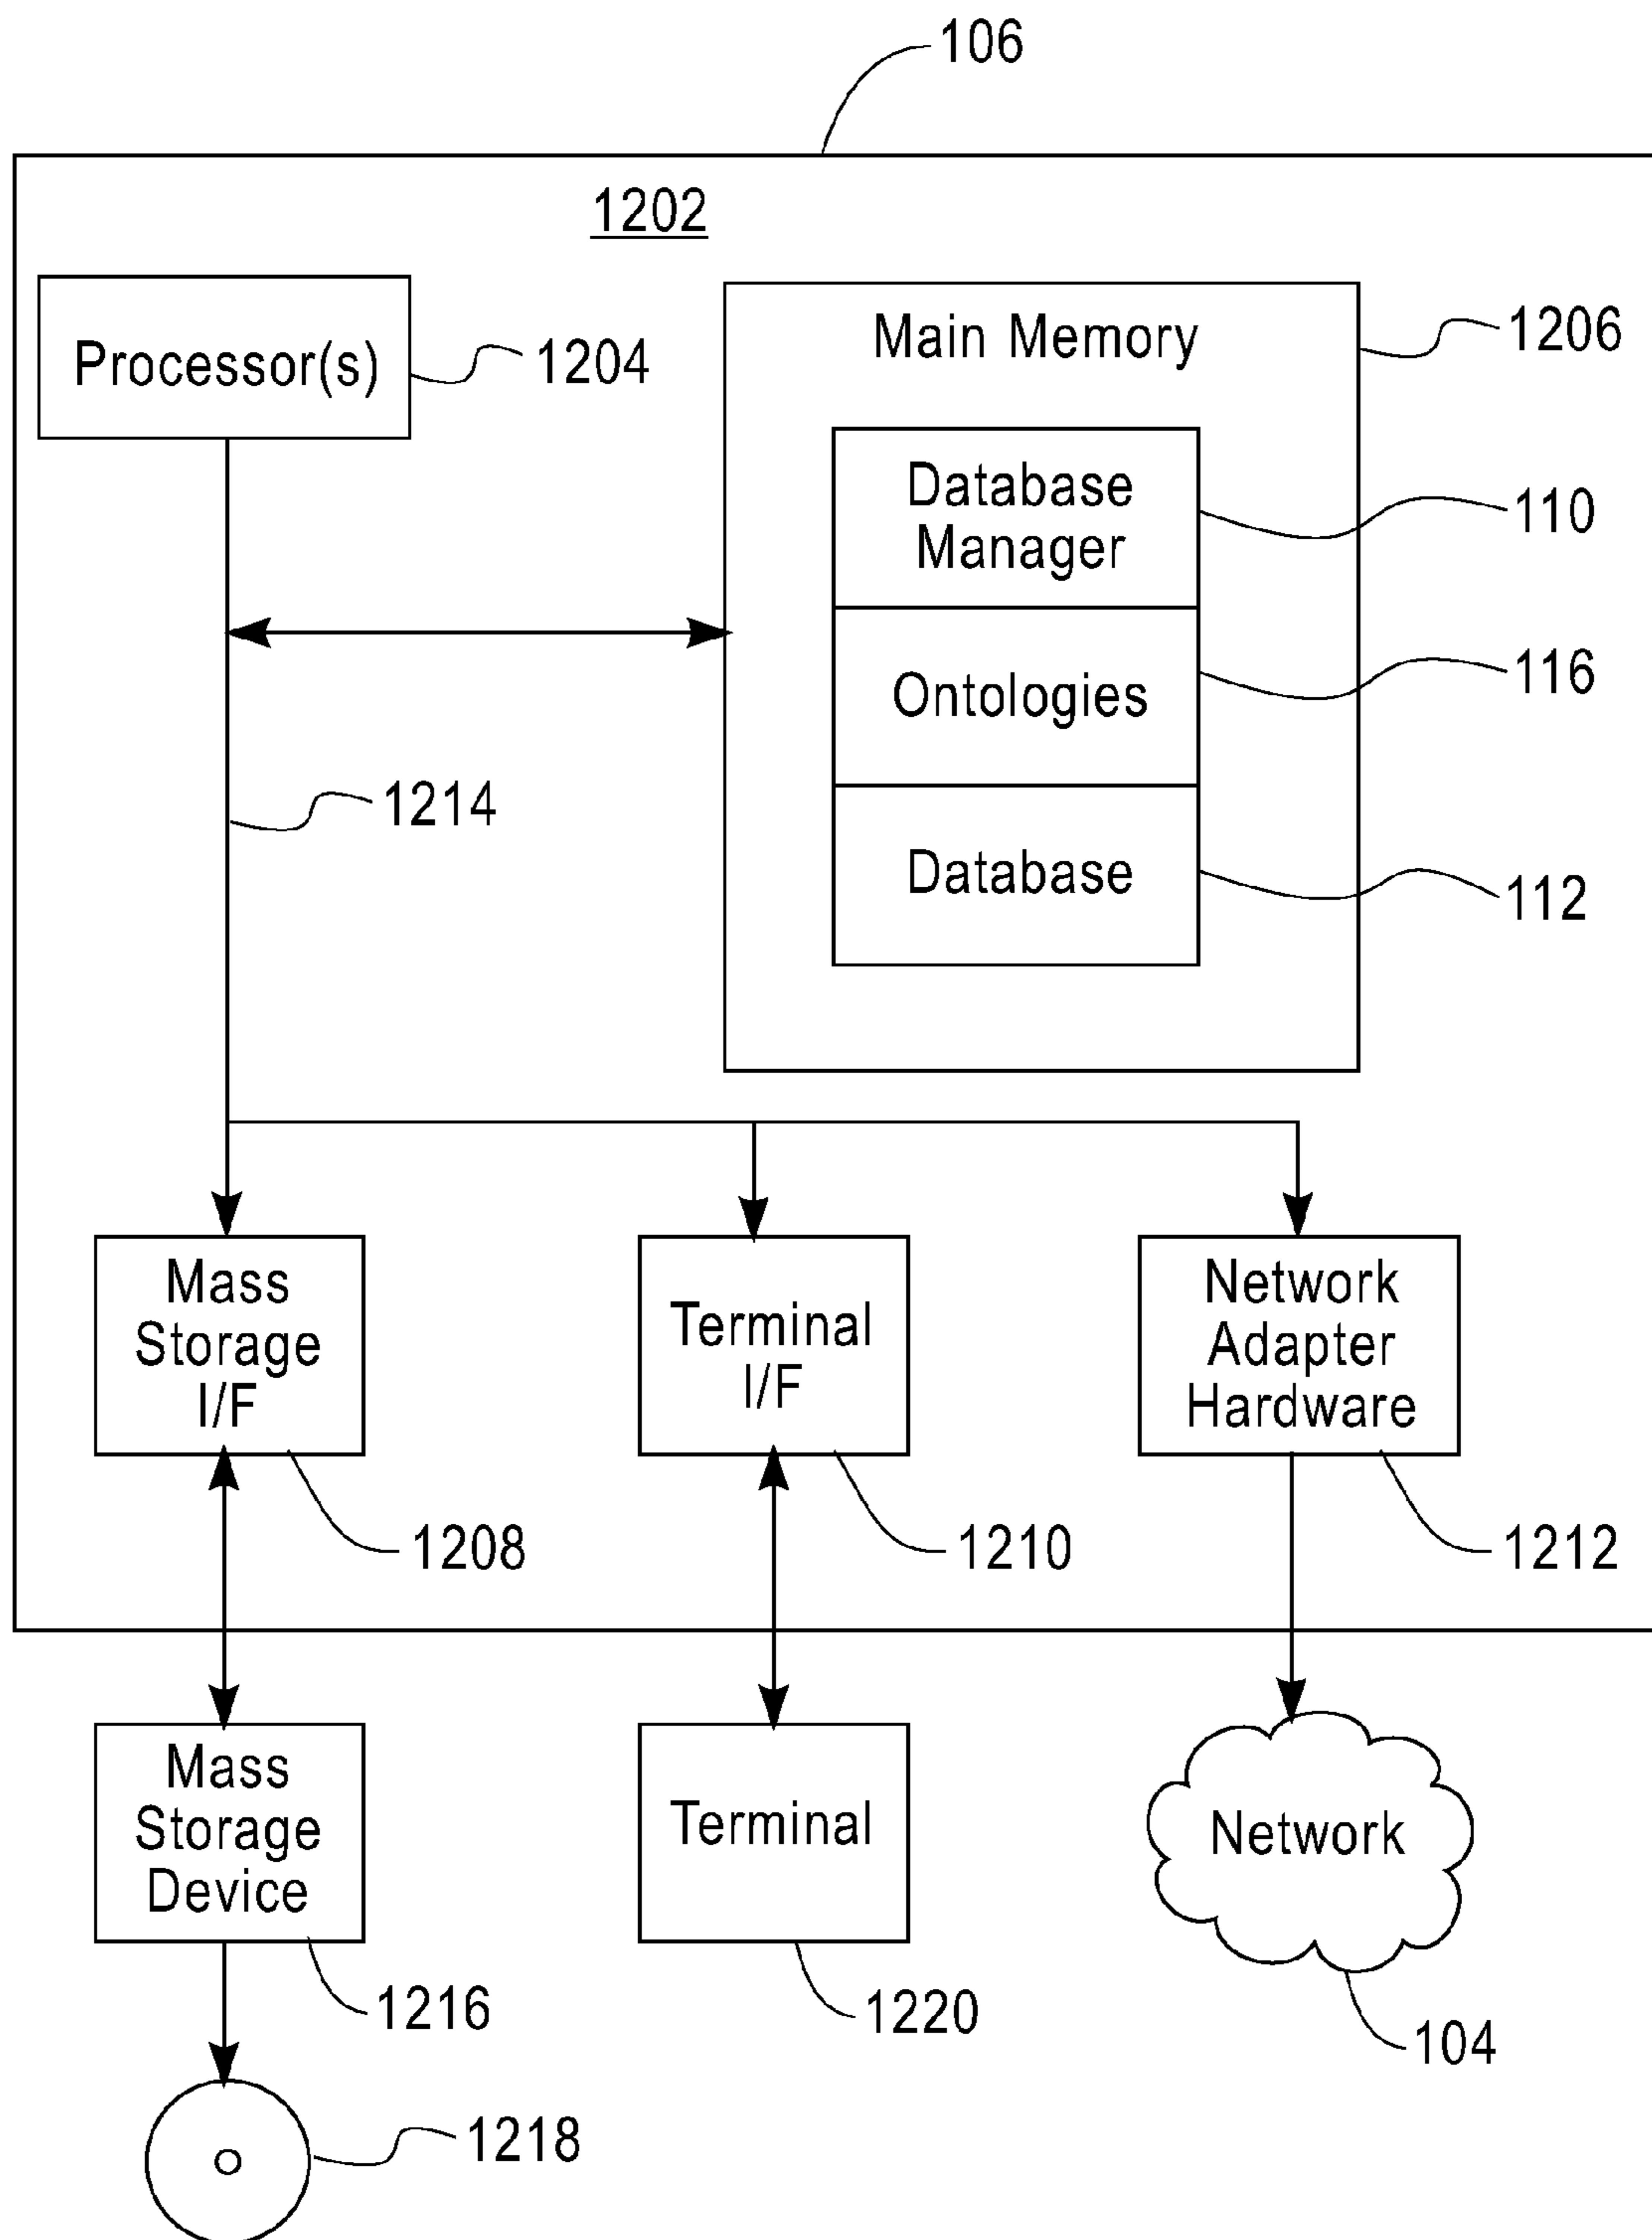 106
1202
Processor(s)
1204
Main Memory
1206
Database
Manager
110
Ontologies
116
1214
Database
112
Mass
Storage
I/F
1208
Terminal
I/F
1210
Network
Adapter
Hardware
1212
Mass
Storage
Device
1216
Terminal
1220
Network
104
1218